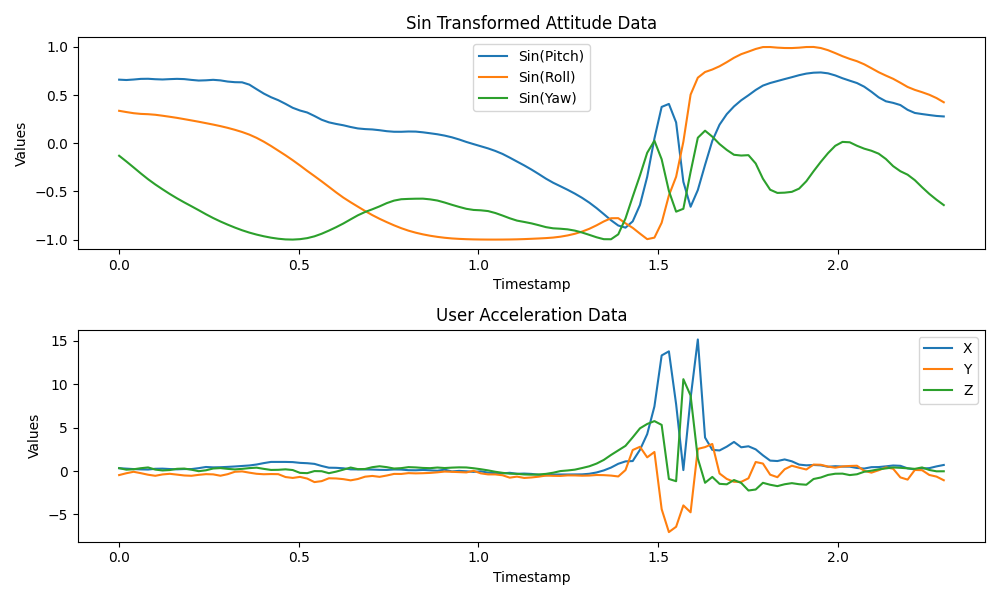 Sin Transformed Attitude Data
1.0
0.5
0.0
−0.5
−1.0
Values
Sin(Pitch)
Sin(Roll)
Sin(Yaw)
0.0 0.5 1.0 1.5 2.0
Timestamp
User Acceleration Data
15
10
5
0
−5
Values
X
Y
Z
0.0 0.5 1.0 1.5 2.0
Timestamp